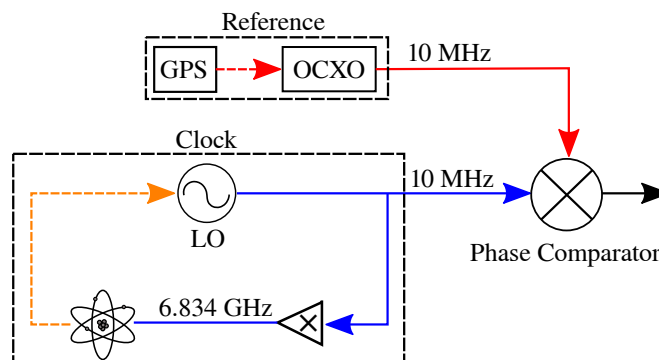 Reference
GPS
OCXO
10 MHz
Clock
LO
10 MHz
Phase Comparator
6.834 GHz